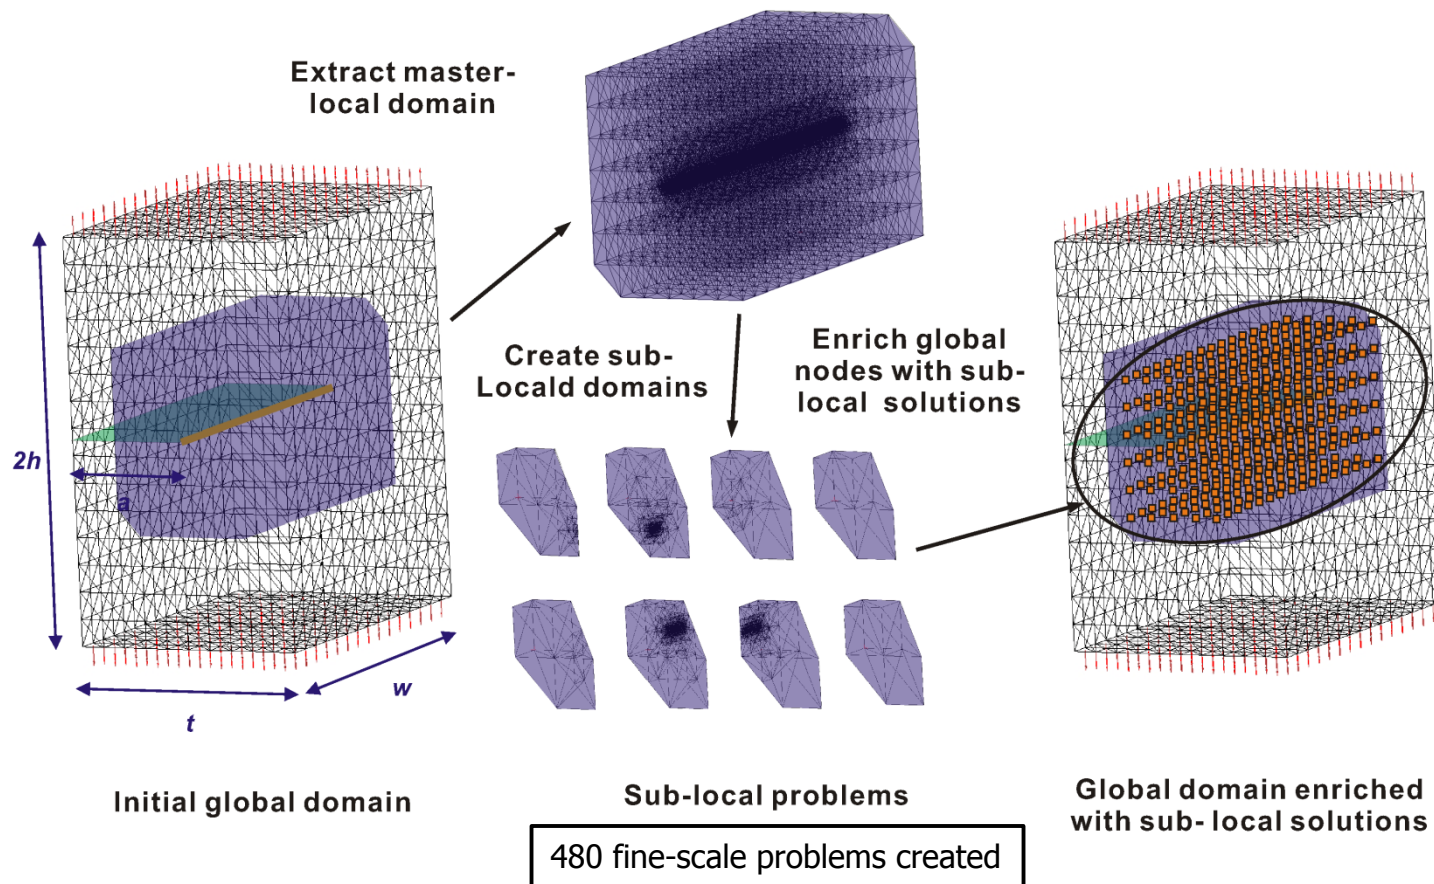 Extract master-
local domain
Create sub-
Locald domains
Enrich global
nodes with sub-
local solutions
2h
a
w
t
Initial global domain
Sub-local problems
480 fine-scale problems created
Global domain enriched
with sub- local solutions